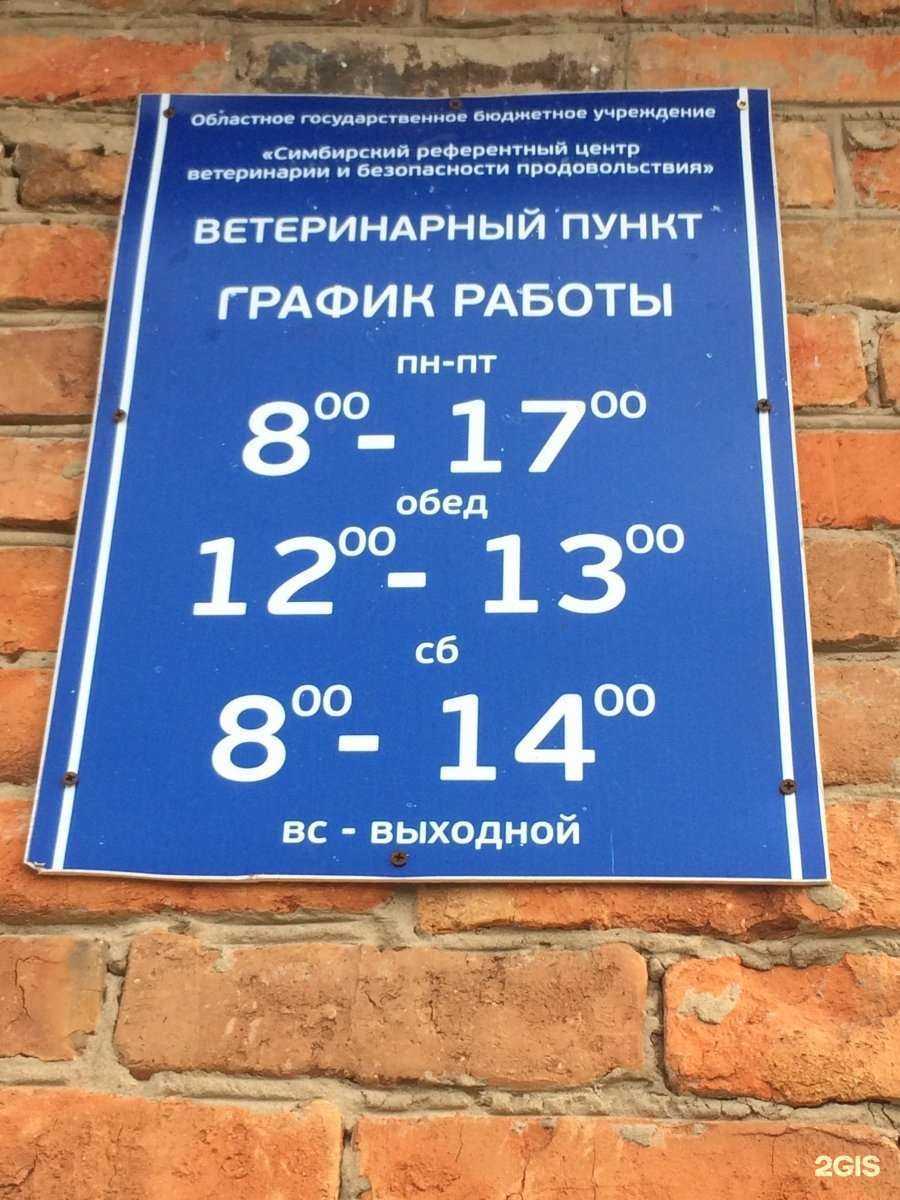 Областное государственное бюджетное учреждение
«Симбирский референтный центр
ветеринарии и безопасности продовольствия»
ВЕТЕРИНАРНЫЙ ПУНКТ
ГРАФИК РАБОТЫ
пн-пт
8⁰⁰ - 17⁰⁰
обед
12⁰⁰ - 13⁰⁰
сб
8⁰⁰ - 14⁰⁰
вс - выходной
2GIS